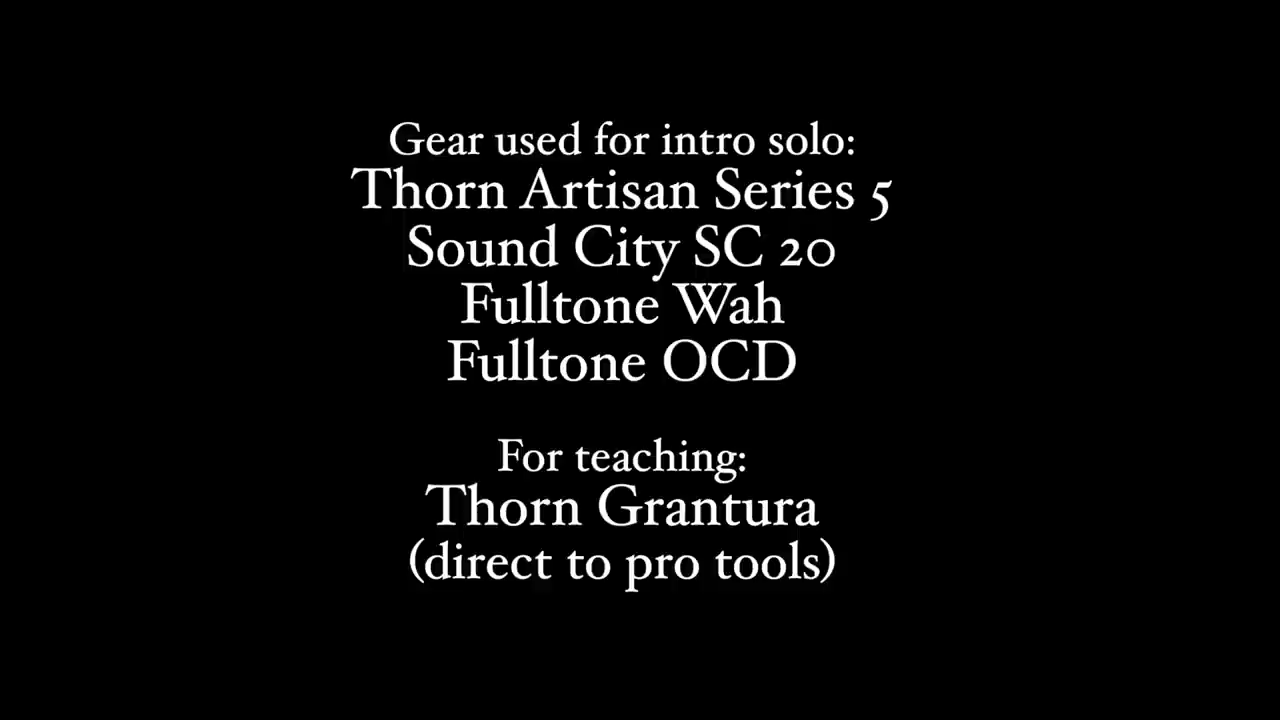 Gear used for intro solo:
Thorn Artisan Series 5
Sound City SC 20
Fulltone Wah
Fulltone OCD
For teaching:
Thorn Grantura
(direct to pro tools)